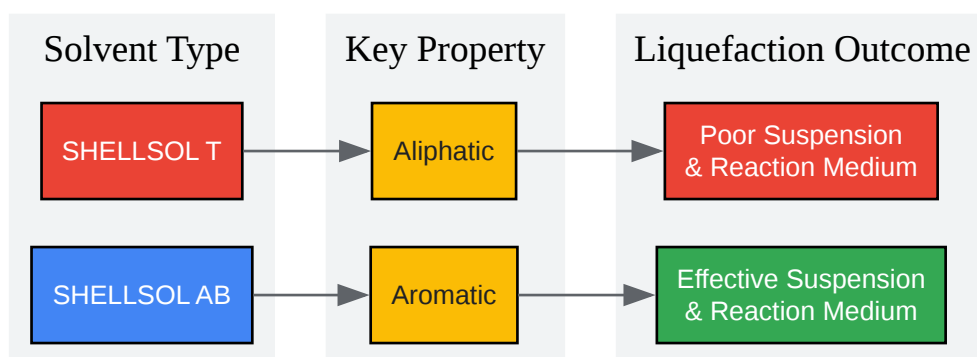 Solvent Type
Key Property
Liquefaction Outcome
SHELLSOL T
Aliphatic
Poor Suspension
& Reaction Medium
SHELLSOL AB
Aromatic
Effective Suspension
& Reaction Medium